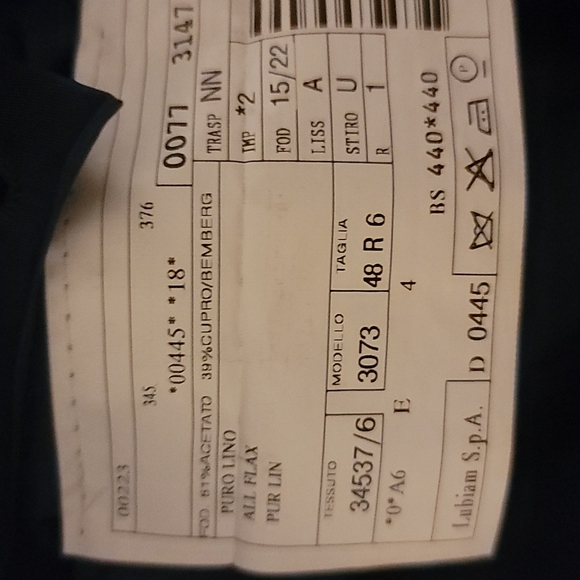 00223
345 376
*00445* *18* 0077 3147
FOD 61%ACETATO 39%CUPRO/BEMBERG TRASP NN
PURO LINO
ALL FLAX
PUR LIN
IMP *2
FOD 15/22
LISS A
STIRO U
R 1
TESSUTO MODELLO TAGLIA
34537/6 3073 48 R 6
*0*A6 E 4
BS 440*440
Lubiam S.p.A. D 0445
P